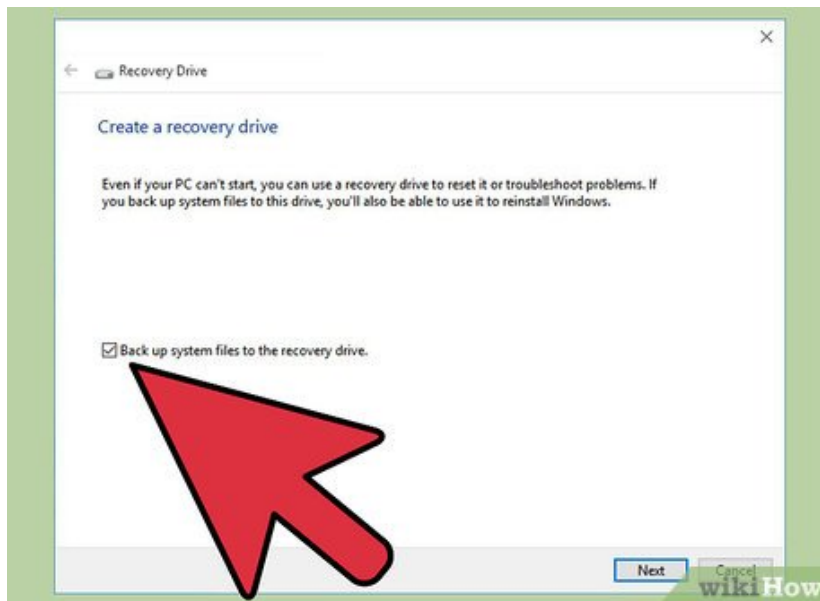 Recovery Drive
Create a recovery drive
Even if your PC can't start, you can use a recovery drive to reset it or troubleshoot problems. If
you back up system files to this drive, you'll also be able to use it to reinstall Windows.
Back up system files to the recovery drive.
Next
Cancel
wikiHow